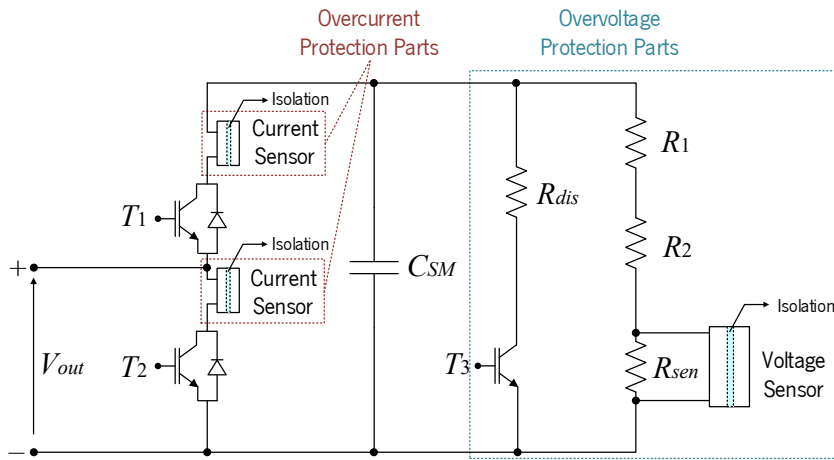 Overcurrent
Protection Parts
Overvoltage
Protection Parts
Isolation
Current
Sensor
R1
Rdis
T1
R2
Isolation
+
Current
Sensor
CSM
Isolation
Vout
T2
T3
Rsen
Voltage
Sensor
−